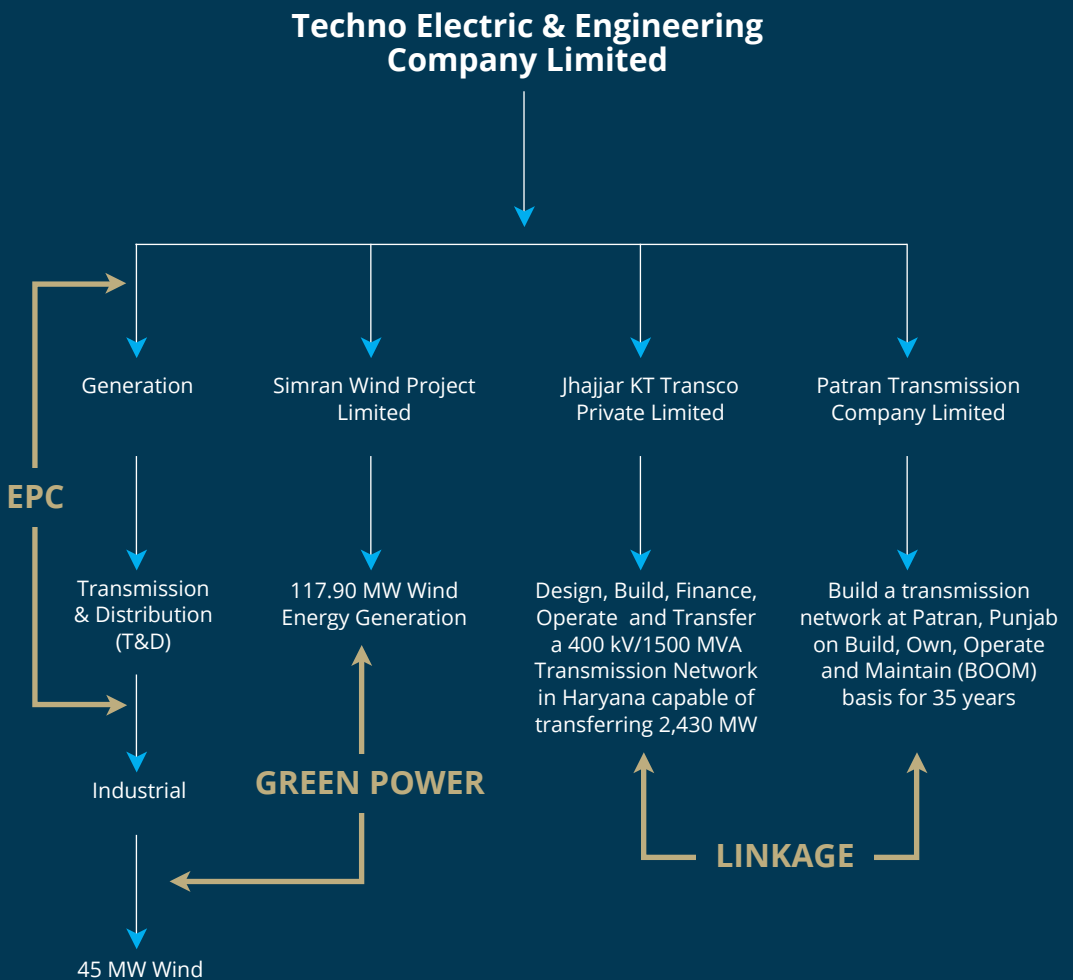 Techno Electric & Engineering
Company Limited
Generation
Simran Wind Project
Limited
Jhajjar KT Transco
Private Limited
Patran Transmission
Company Limited
EPC
Transmission
& Distribution
(T&D)
117.90 MW Wind
Energy Generation
Design, Build, Finance,
Operate and Transfer
a 400 kV/1500 MVA
Transmission Network
in Haryana capable of
transferring 2,430 MW
Build a transmission
network at Patran, Punjab
on Build, Own, Operate
and Maintain (BOOM)
basis for 35 years
Industrial
GREEN POWER
LINKAGE
45 MW Wind